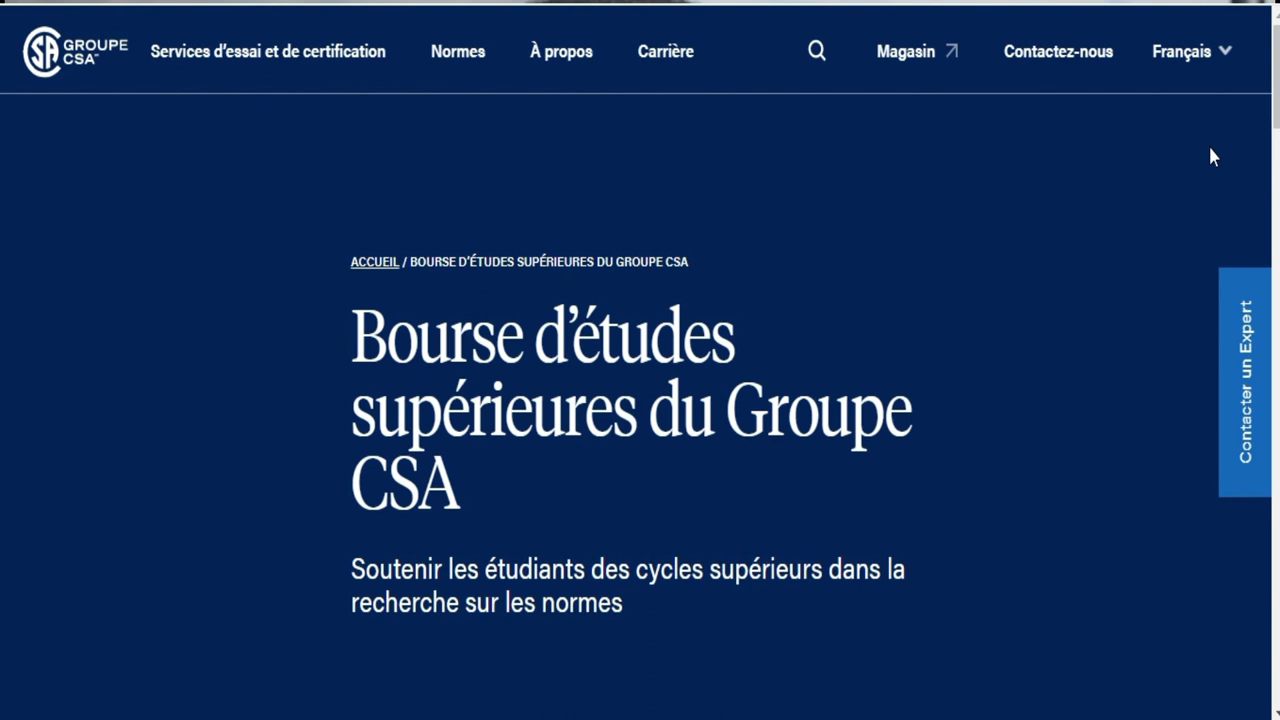 GROUPE
CSA™
Services d'essai et de certification
Normes
À propos
Carrière
Magasin
Contactez-nous
Français
ACCUEIL / BOURSE D'ÉTUDES SUPÉRIEURES DU GROUPE CSA
Bourse d'études
supérieures du Groupe
CSA
Soutenir les étudiants des cycles supérieurs dans la
recherche sur les normes
Contacter un Expert